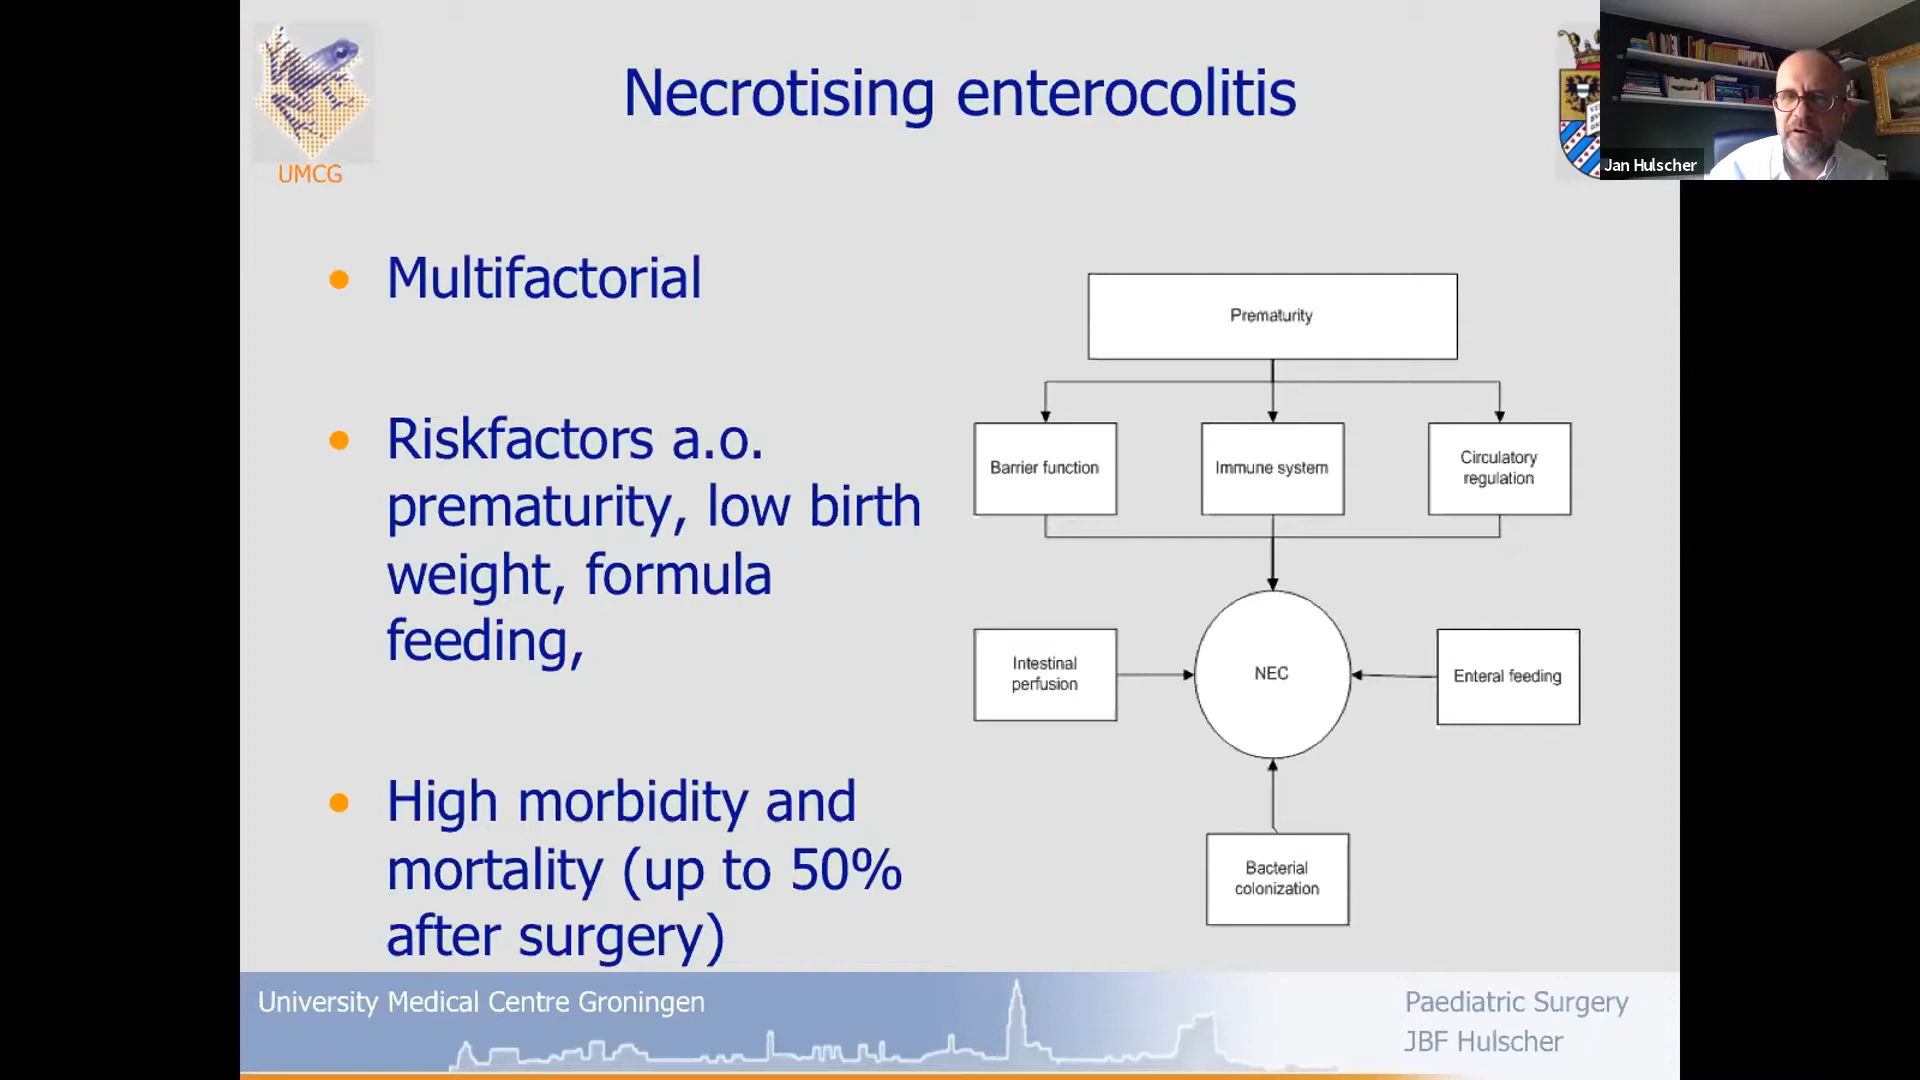 Necrotising enterocolitis
UMCG
Jan Hulscher
Multifactorial
Riskfactors a.o.
prematurity, low birth
weight, formula
feeding,
High morbidity and
mortality (up to 50%
after surgery)
Prematurity
Barrier function
Immune system
Circulatory
regulation
Intestinal
perfusion
NEC
Enteral feeding
Bacterial
colonization
University Medical Centre Groningen
Paediatric Surgery
JBF Hulscher